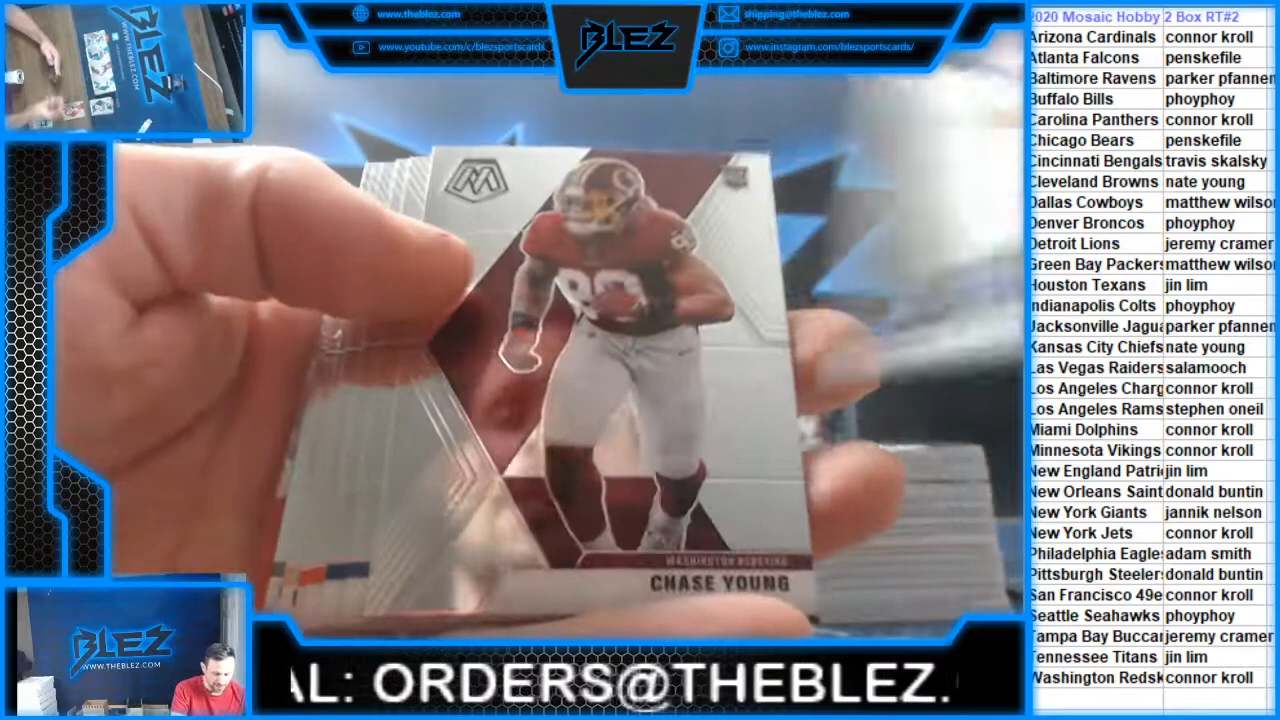 www.theblez.com
www.youtube.com/c/blezsportscards
BLEZ
shipping@theblez.com
www.instagram.com/blezsportscards/
BLEZ
WASHINGTON REDSKINS
CHASE YOUNG
BLEZ
WWW.THEBLEZ.COM
AL: ORDERS@THEBLEZ.
2020 Mosaic Hobby 2 Box RT#2
Arizona Cardinals connor kroll
Atlanta Falcons penskefile
Baltimore Ravens parker pfannen
Buffalo Bills phoyphoy
Carolina Panthers connor kroll
Chicago Bears penskefile
Cincinnati Bengals travis skalsky
Cleveland Browns nate young
Dallas Cowboys matthew wilso
Denver Broncos phoyphoy
Detroit Lions jeremy cramer
Green Bay Packers matthew wilso
Houston Texans jin lim
Indianapolis Colts phoyphoy
Jacksonville Jagua parker pfannen
Kansas City Chiefs nate young
Las Vegas Raiders salamooch
Los Angeles Charg connor kroll
Los Angeles Rams stephen oneil
Miami Dolphins connor kroll
Minnesota Vikings connor kroll
New England Patri jin lim
New Orleans Saint donald buntin
New York Giants jannik nelson
New York Jets connor kroll
Philadelphia Eagle adam smith
Pittsburgh Steelers donald buntin
San Francisco 49e connor kroll
Seattle Seahawks phoyphoy
Tampa Bay Buccar jeremy cramer
Tennessee Titans jin lim
Washington Redsk connor kroll